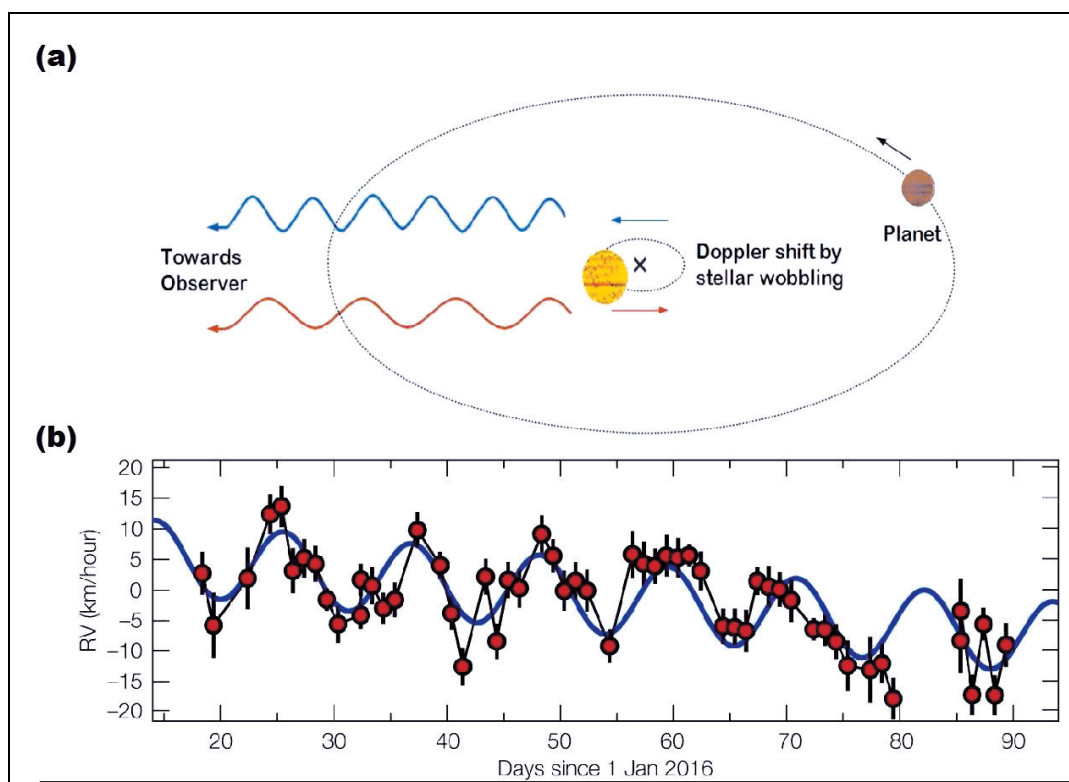 (a)
Towards
Observer
Doppler shift by
stellar wobbling
Planet
(b)
RV (km/hour)
20
15
10
5
0
−5
−10
−15
−20
20 30 40 50 60 70 80 90
Days since 1 Jan 2016